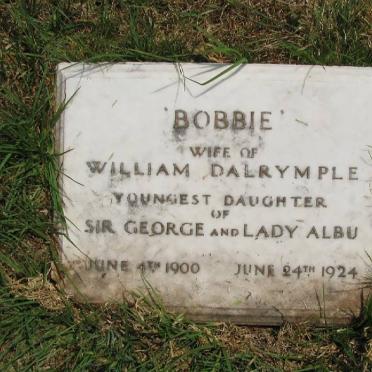 'BOBBIE'
WIFE OF
WILLIAM DALRYMPLE
YOUNGEST DAUGHTER
OF
SIR GEORGE AND LADY ALBU
JUNE 4TH 1900 JUNE 24TH 1924